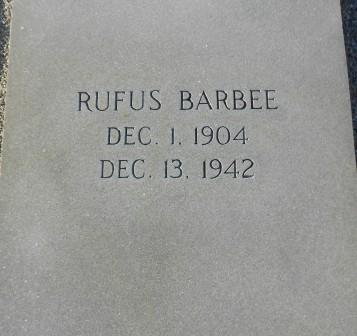 RUFUS BARBEE
DEC. 1, 1904
DEC. 13, 1942